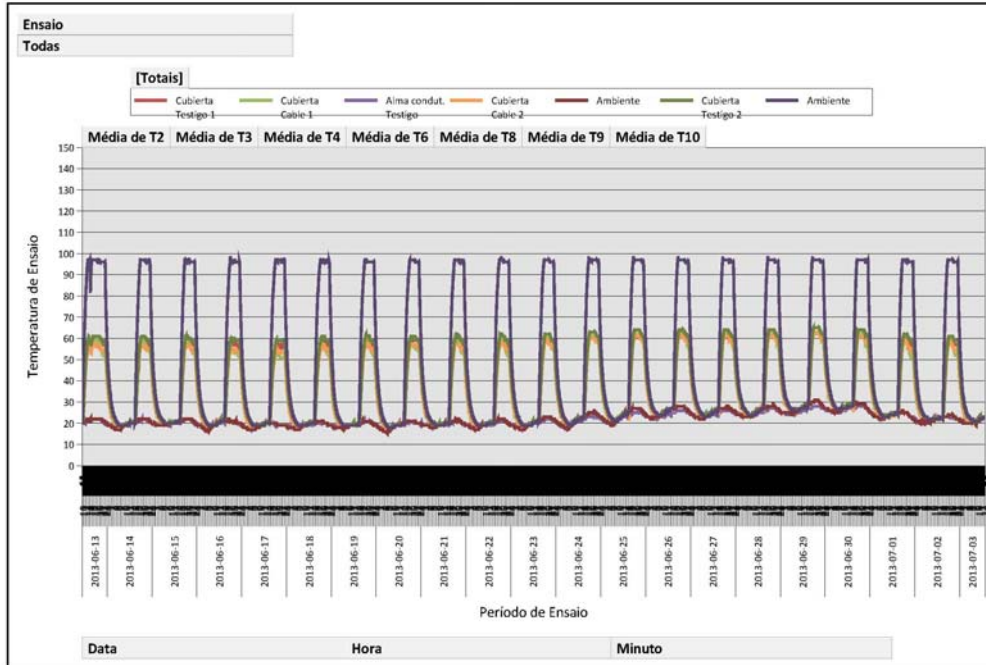 Ensaio
Todas
[Totais]
Cubierta Testigo 1
Cubierta Cable 1
Alma condut. Testigo
Cubierta Cable 2
Ambiente
Cubierta Testigo 2
Ambiente
Média de T2 Média de T3 Média de T4 Média de T6 Média de T8 Média de T9 Média de T10
150
140
130
120
110
100
90
80
70
60
50
40
30
20
10
0
Temperatura de Ensaio
2013-06-13
2013-06-14
2013-06-15
2013-06-16
2013-06-17
2013-06-18
2013-06-19
2013-06-20
2013-06-21
2013-06-22
2013-06-23
2013-06-24
2013-06-25
2013-06-26
2013-06-27
2013-06-28
2013-06-29
2013-06-30
2013-07-01
2013-07-02
2013-07-03
Período de Ensaio
Data Hora Minuto